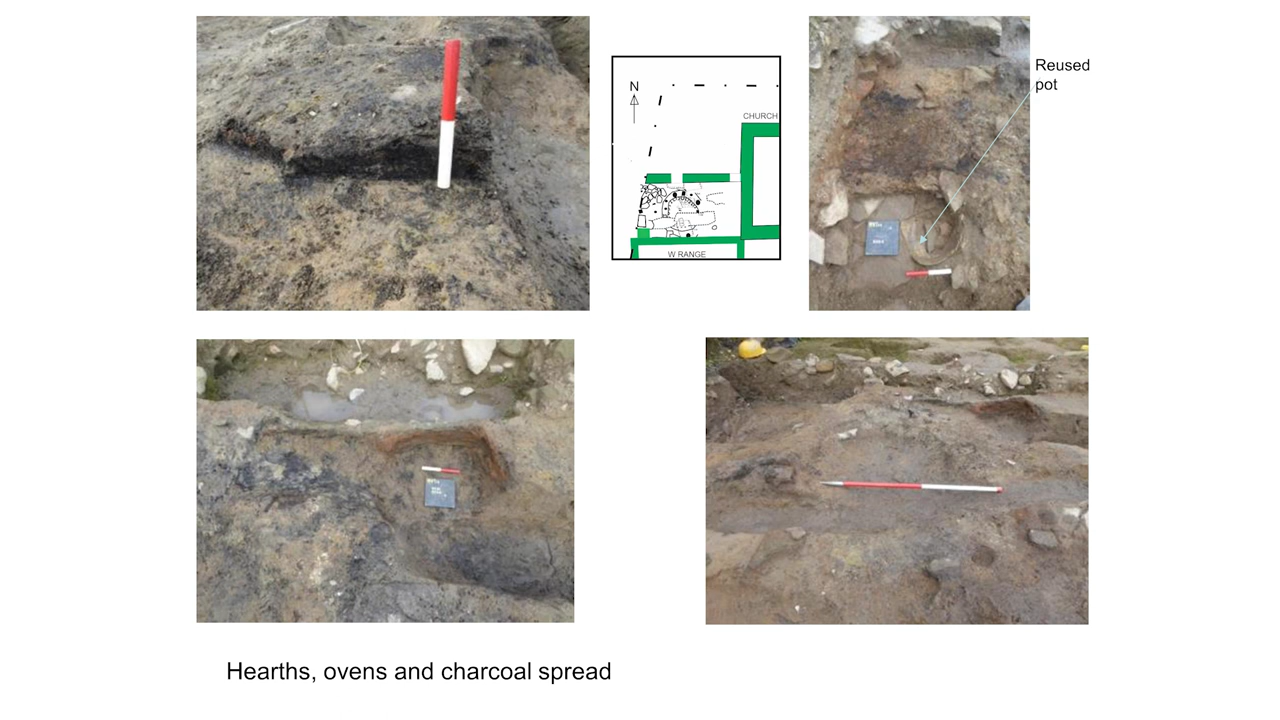 Reused
pot
N
CHURCH
W RANGE
Hearths, ovens and charcoal spread